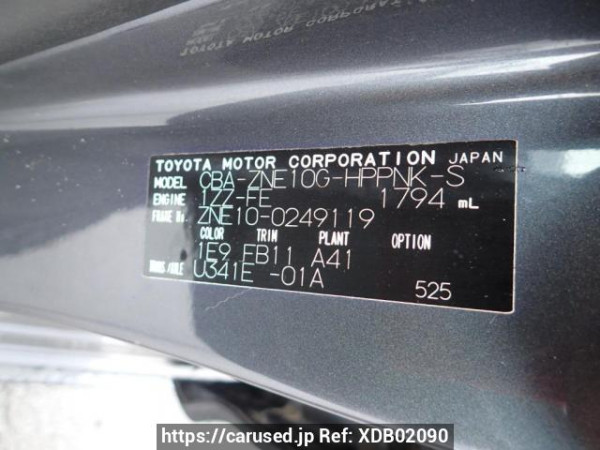 TOYOTA MOTOR CORPORATION JAPAN
MODEL CBA-ZNE10G-HPPNK-S
ENGINE 1ZZ-FE 1794 mL
FRAME No. ZNE10-0249119
COLOR TRIM PLANT OPTION
1E9 FB11 A41
TRANS/AXLE U341E -01A
525
https://carused.jp Ref: XDB02090